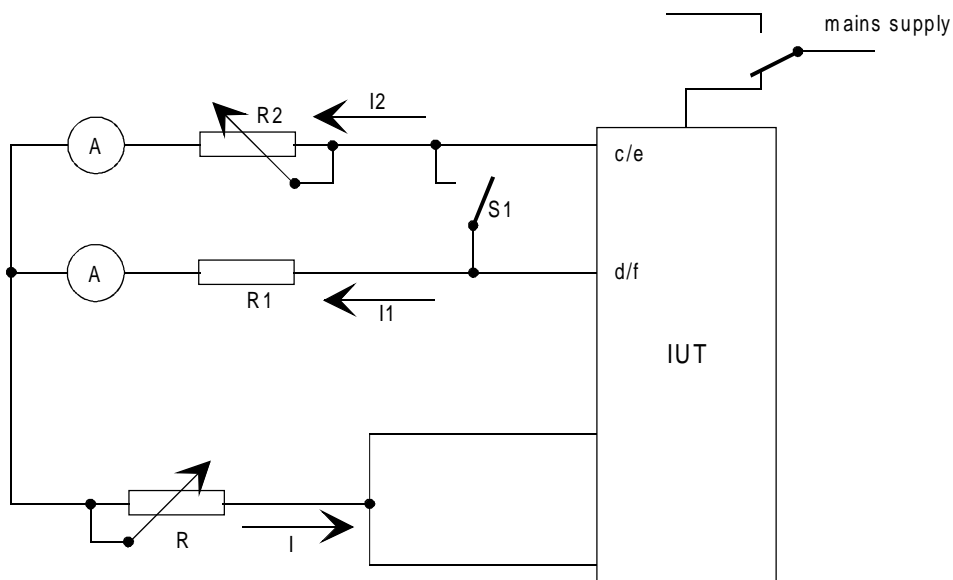 mains supply
I2
R2
A
c/e
S1
A
d/f
R1
I1
IUT
R
I